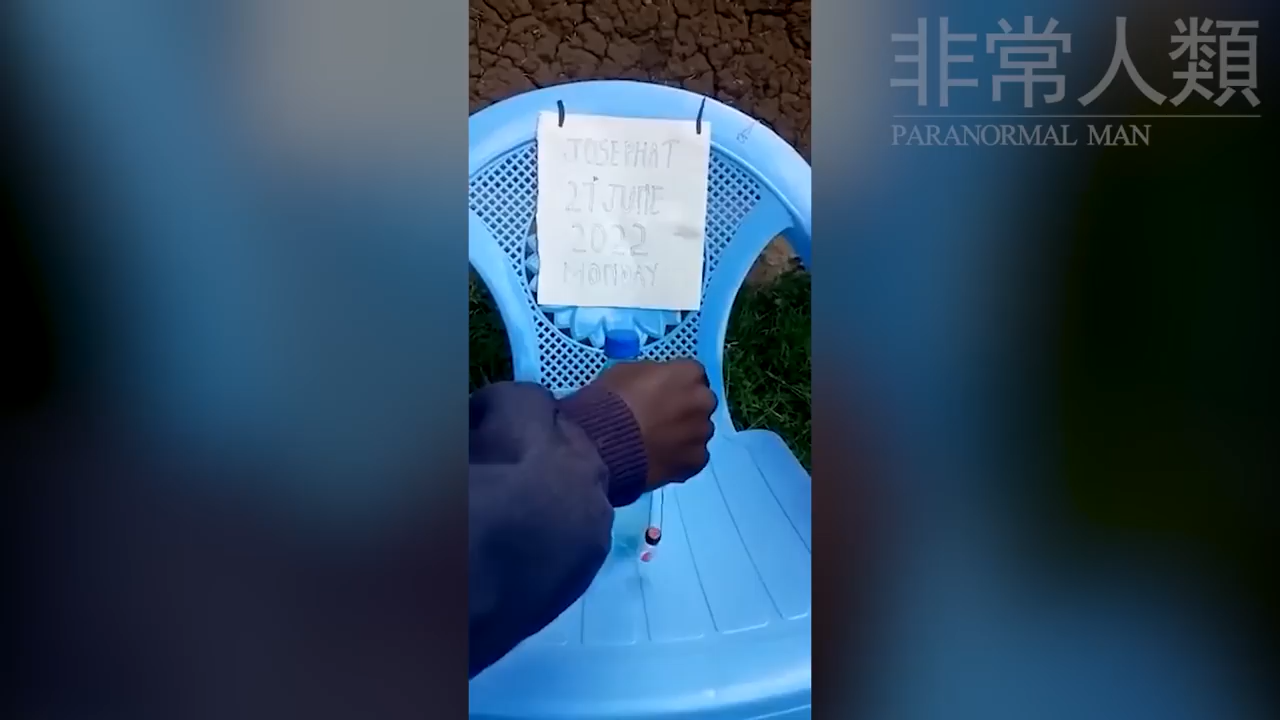 非常人類
PARANORMAL MAN
JOSEPHAT
27 JUNE
2022
MONDAY